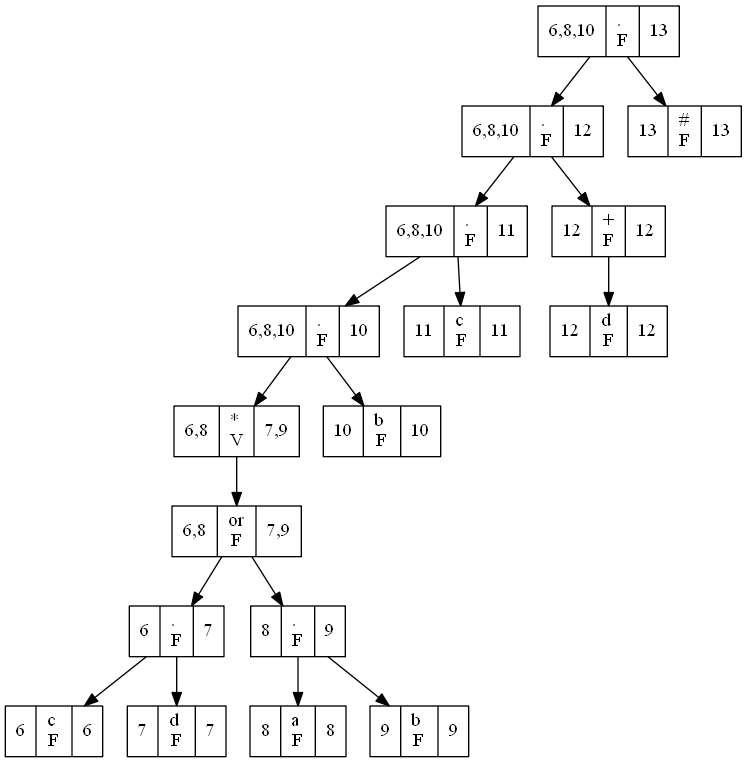 6,8,10 . F 13
6,8,10 . F 12
13 # F 13
6,8,10 . F 11
12 + F 12
6,8,10 . F 10
11 c F 11
12 d F 12
6,8 * V 7,9
10 b F 10
6,8 or F 7,9
6 . F 7
8 . F 9
6 c F 6
7 d F 7
8 a F 8
9 b F 9